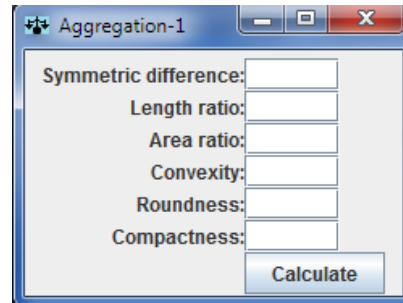 Aggregation-1
Symmetric difference:
Length ratio:
Area ratio:
Convexity:
Roundness:
Compactness:
Calculate